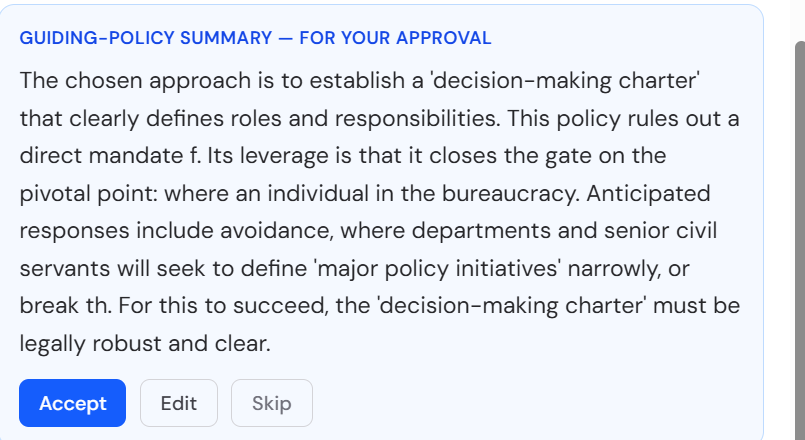 GUIDING-POLICY SUMMARY — FOR YOUR APPROVAL
The chosen approach is to establish a 'decision-making charter'
that clearly defines roles and responsibilities. This policy rules out a
direct mandate f. Its leverage is that it closes the gate on the
pivotal point: where an individual in the bureaucracy. Anticipated
responses include avoidance, where departments and senior civil
servants will seek to define 'major policy initiatives' narrowly, or
break th. For this to succeed, the 'decision-making charter' must be
legally robust and clear.
Accept Edit Skip